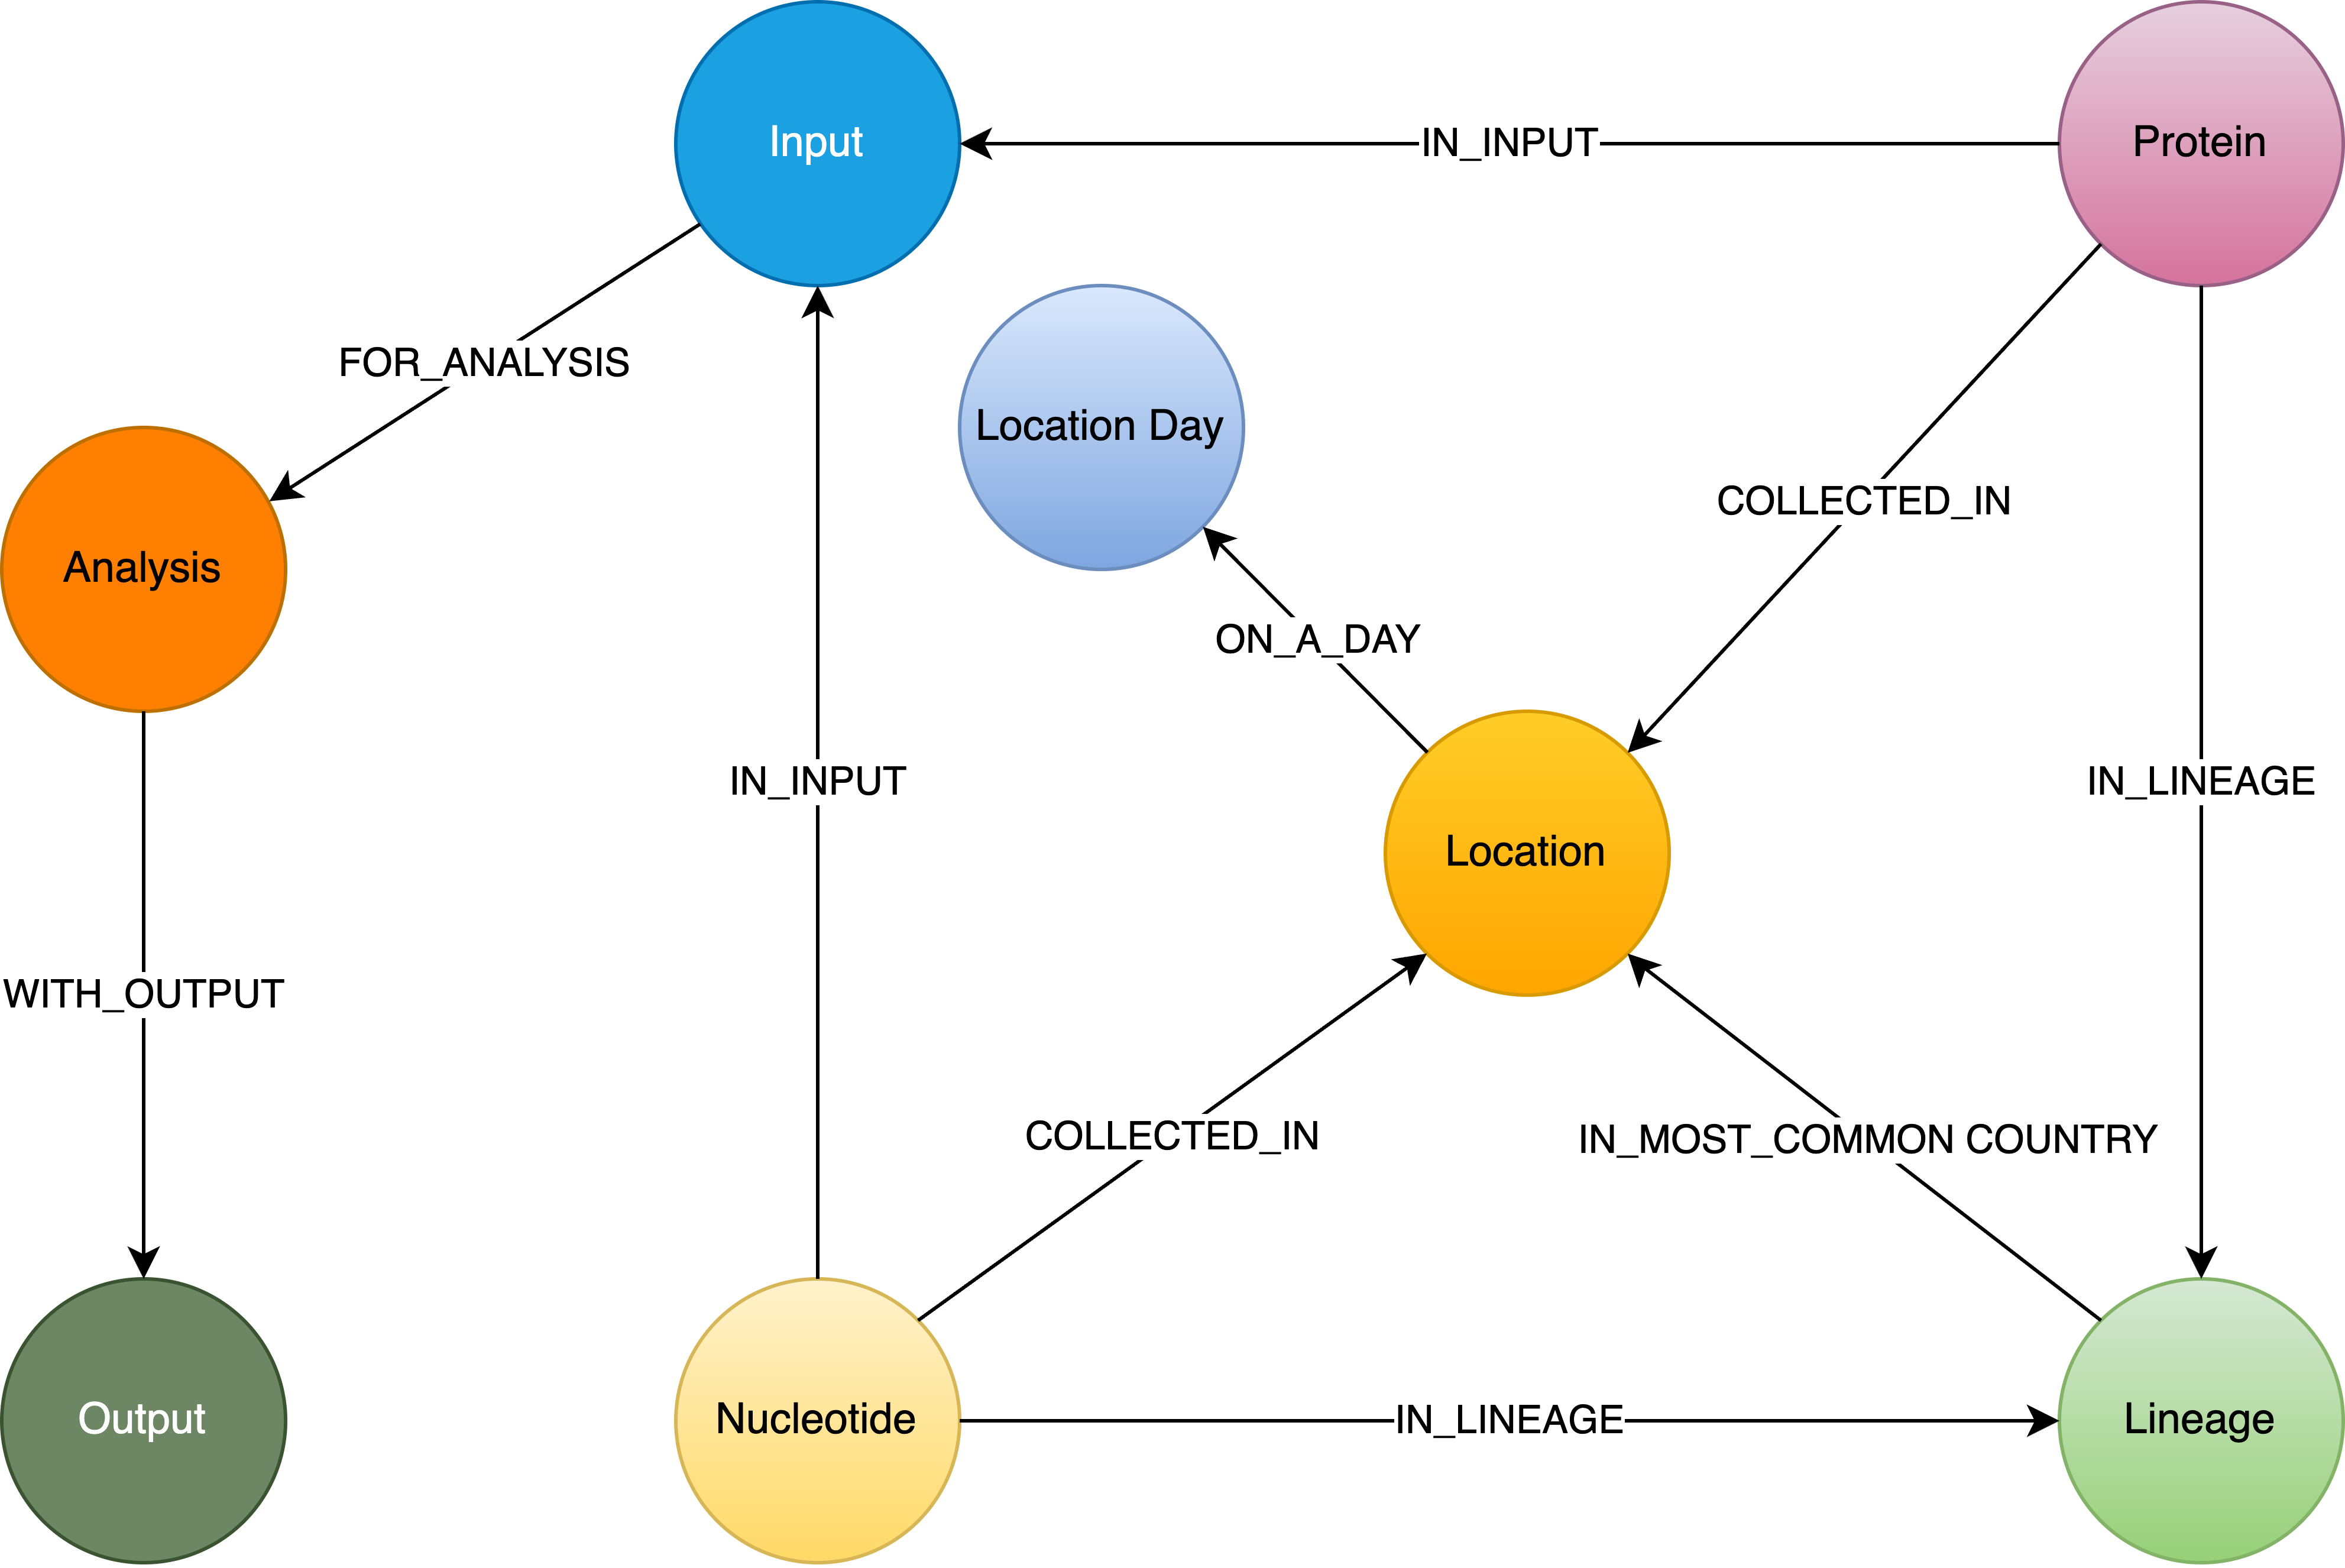 Input
IN_INPUT
Protein
FOR_ANALYSIS
Location Day
COLLECTED_IN
Analysis
ON_A_DAY
IN_INPUT
IN_LINEAGE
Location
WITH_OUTPUT
COLLECTED_IN
IN_MOST_COMMON COUNTRY
Output
Nucleotide
IN_LINEAGE
Lineage